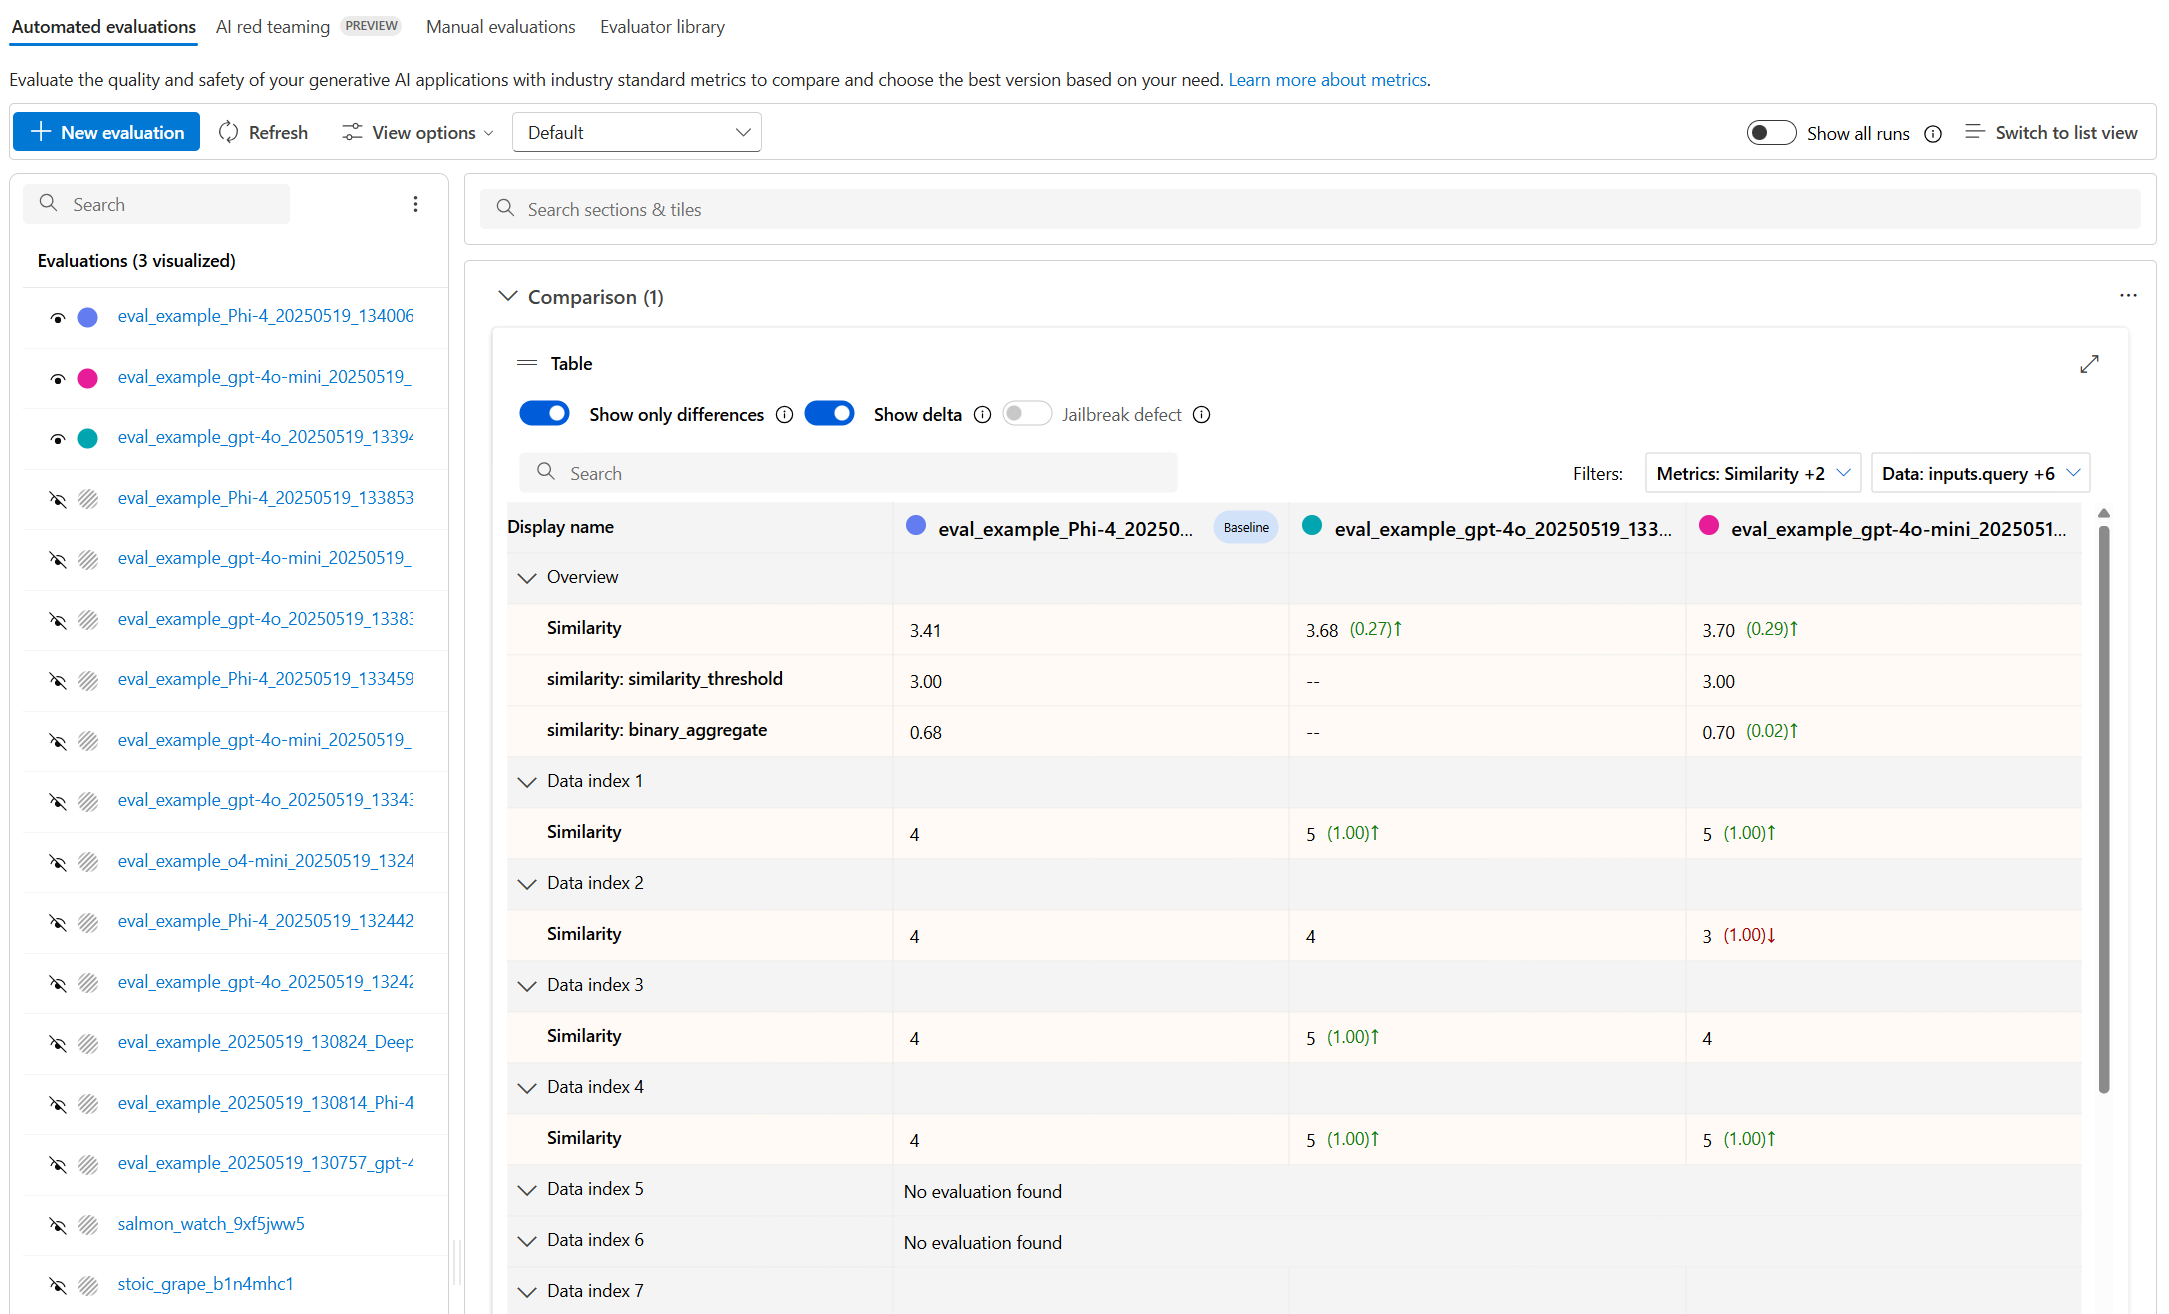 Automated evaluations AI red teaming PREVIEW Manual evaluations Evaluator library
Evaluate the quality and safety of your generative AI applications with industry standard metrics to compare and choose the best version based on your need. Learn more about metrics.
New evaluation Refresh View options Default Show all runs Switch to list view
Search
Evaluations (3 visualized)
eval_example_Phi-4_20250519_134006
eval_example_gpt-4o-mini_20250519_
eval_example_gpt-4o_20250519_13394
eval_example_Phi-4_20250519_133853
eval_example_gpt-4o-mini_20250519_
eval_example_gpt-4o_20250519_13383
eval_example_Phi-4_20250519_133459
eval_example_gpt-4o-mini_20250519_
eval_example_gpt-4o_20250519_13343
eval_example_o4-mini_20250519_1324
eval_example_Phi-4_20250519_132442
eval_example_gpt-4o_20250519_13242
eval_example_20250519_130824_Deep
eval_example_20250519_130814_Phi-4
eval_example_20250519_130757_gpt-4
salmon_watch_9xf5jww5
stoic_grape_b1n4mhc1
Search sections & tiles
Comparison (1)
Table
Show only differences Show delta Jailbreak defect
Search Filters: Metrics: Similarity +2 Data: inputs.query +6
Display name eval_example_Phi-4_20250... Baseline eval_example_gpt-4o_20250519_133... eval_example_gpt-4o-mini_2025051...
Overview
Similarity 3.41 3.68 (0.27)↑ 3.70 (0.29)↑
similarity: similarity_threshold 3.00 -- 3.00
similarity: binary_aggregate 0.68 -- 0.70 (0.02)↑
Data index 1
Similarity 4 5 (1.00)↑ 5 (1.00)↑
Data index 2
Similarity 4 4 3 (1.00)↓
Data index 3
Similarity 4 5 (1.00)↑ 4
Data index 4
Similarity 4 5 (1.00)↑ 5 (1.00)↑
Data index 5 No evaluation found
Data index 6 No evaluation found
Data index 7